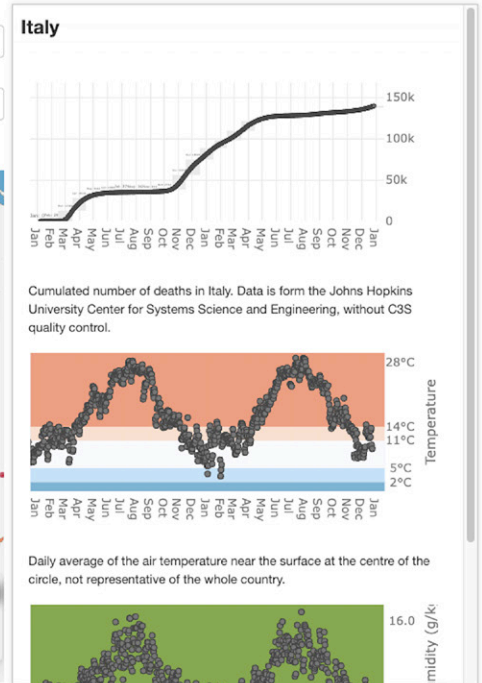 Italy
150k
100k
50k
0
Jan Feb Mar Apr May Jun Jul Aug Sep Oct Nov Dec Jan Feb Mar Apr May Jun Jul Aug Sep Oct Nov Dec Jan
Cumulated number of deaths in Italy. Data is form the Johns Hopkins
University Center for Systems Science and Engineering, without C3S
quality control.
28°C
14°C
11°C
5°C
2°C
Temperature
Jan Feb Mar Apr May Jun Jul Aug Sep Oct Nov Dec Jan Feb Mar Apr May Jun Jul Aug Sep Oct Nov Dec Jan
Daily average of the air temperature near the surface at the centre of the
circle, not representative of the whole country.
16.0
midity (g/k